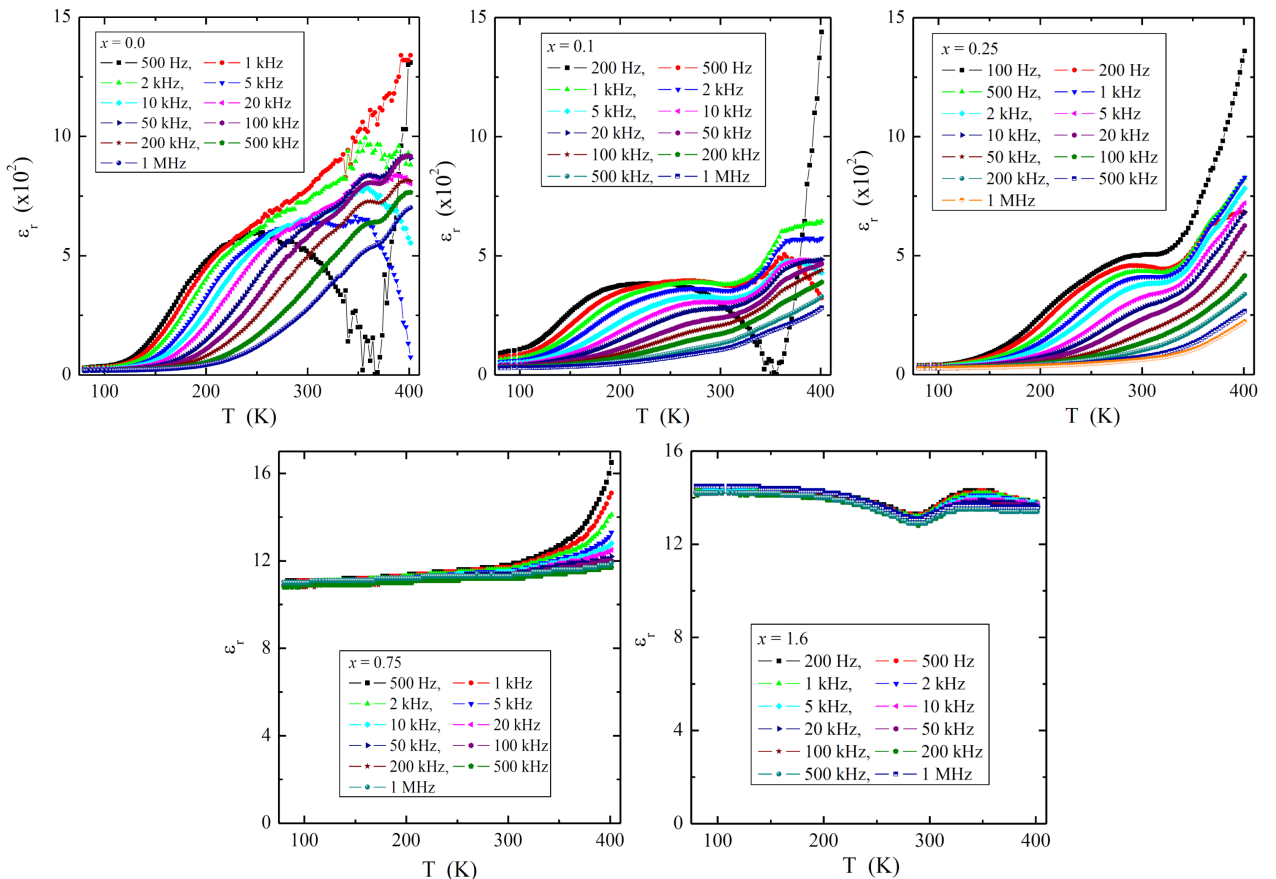 x = 0.0
500 Hz, 1 kHz
2 kHz, 5 kHz
10 kHz, 20 kHz
50 kHz, 100 kHz
200 kHz, 500 kHz
1 MHz
εr (x10²)
15
10
5
0
100 200 300 400
T (K)
x = 0.1
200 Hz, 500 Hz
1 kHz, 2 kHz
5 kHz, 10 kHz
20 kHz, 50 kHz
100 kHz, 200 kHz
500 kHz, 1 MHz
εr (x10²)
15
10
5
0
100 200 300 400
T (K)
x = 0.25
100 Hz, 200 Hz
500 Hz, 1 kHz
2 kHz, 5 kHz
10 kHz, 20 kHz
50 kHz, 100 kHz
200 kHz, 500 kHz
1 MHz
εr (x10²)
15
10
5
0
100 200 300 400
T (K)
16
12
8
4
0
εr
x = 0.75
500 Hz, 1 kHz
2 kHz, 5 kHz
10 kHz, 20 kHz
50 kHz, 100 kHz
200 kHz, 500 kHz
1 MHz
100 200 300 400
T (K)
16
12
8
4
0
εr
x = 1.6
200 Hz, 500 Hz
1 kHz, 2 kHz
5 kHz, 10 kHz
20 kHz, 50 kHz
100 kHz, 200 kHz
500 kHz, 1 MHz
100 200 300 400
T (K)